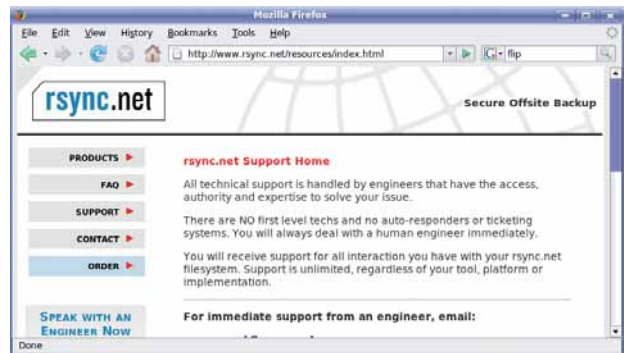 Mozilla Firefox
File Edit View History Bookmarks Tools Help
http://www.rsync.net/resources/index.html
G flip
rsync.net
Secure Offsite Backup
PRODUCTS
FAQ
SUPPORT
CONTACT
ORDER
SPEAK WITH AN
ENGINEER NOW
rsync.net Support Home
All technical support is handled by engineers that have the access,
authority and expertise to solve your issue.
There are NO first level techs and no auto-responders or ticketing
systems. You will always deal with a human engineer immediately.
You will receive support for all interaction you have with your rsync.net
filesystem. Support is unlimited, regardless of your tool, platform or
implementation.
For immediate support from an engineer, email:
Done